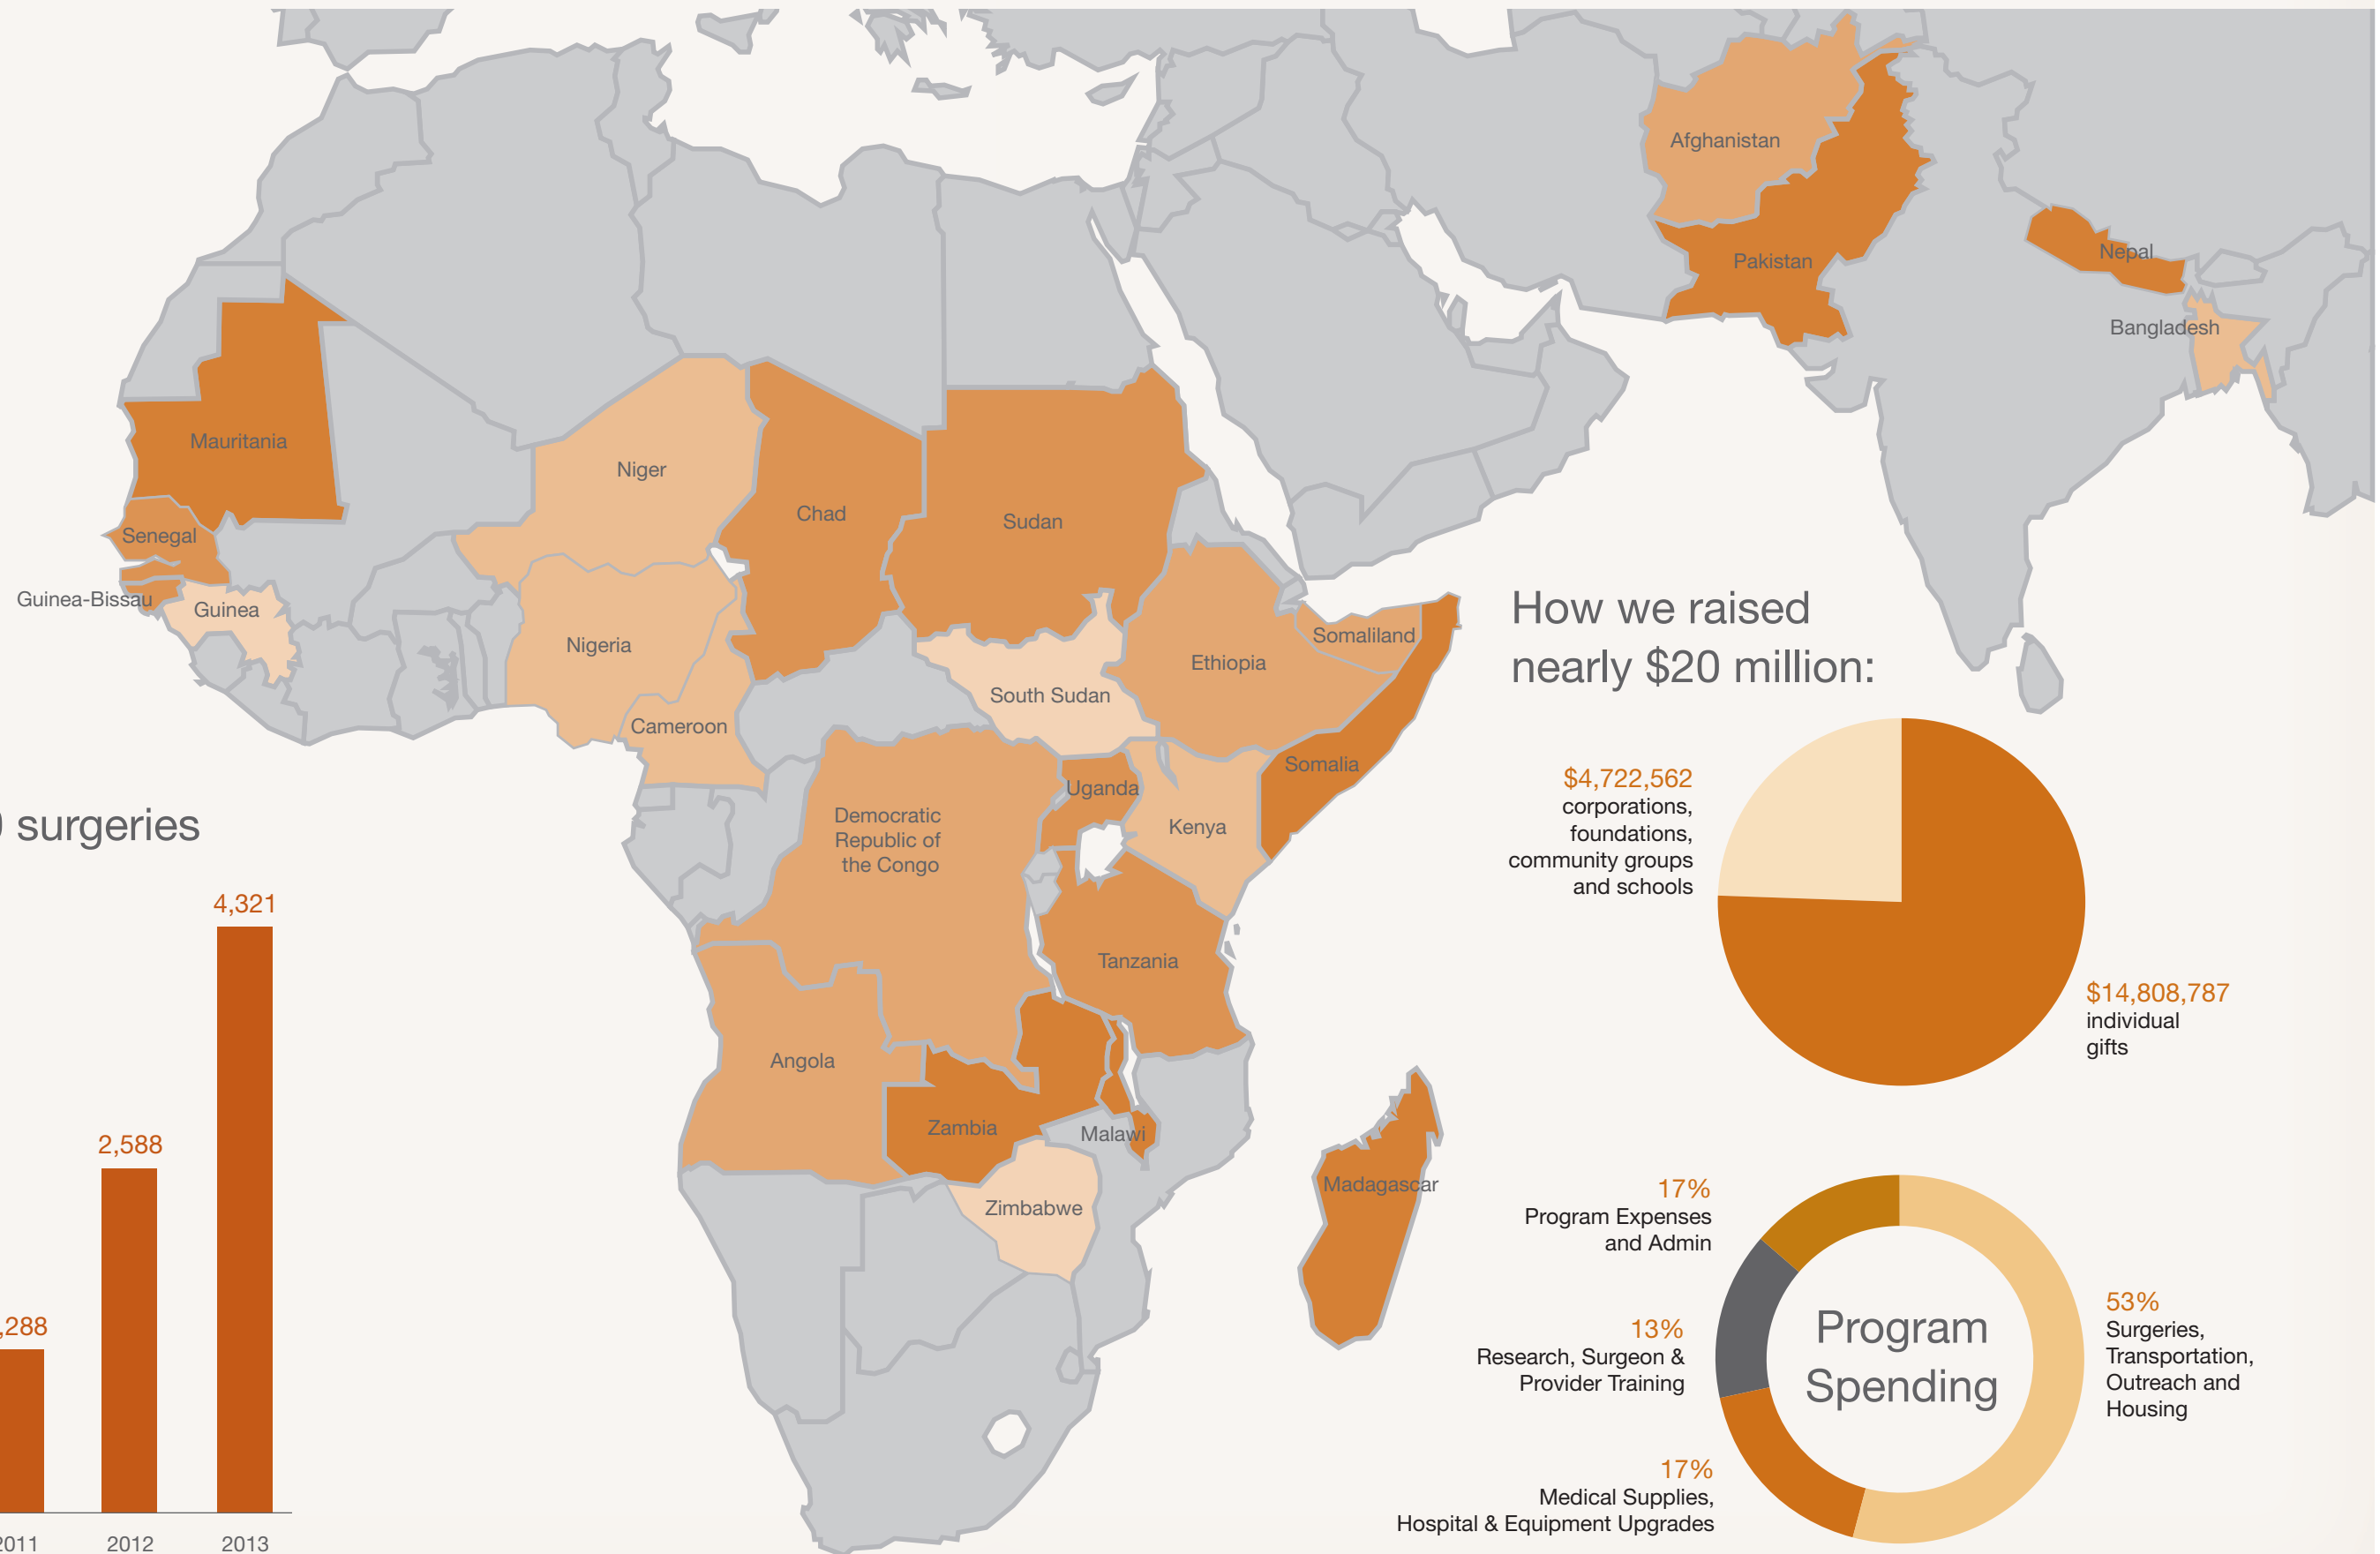 Afghanistan
Pakistan
Nepal
Bangladesh
Mauritania
Niger
Chad
Sudan
Senegal
Guinea-Bissau
Guinea
Nigeria
Cameroon
South Sudan
Ethiopia
Somaliland
Somalia
Uganda
Kenya
Democratic
Republic of
the Congo
Tanzania
Angola
Zambia
Malawi
Zimbabwe
Madagascar
) surgeries
4,321
2,588
,288
2011
2012
2013
How we raised
nearly $20 million:
$4,722,562
corporations,
foundations,
community groups
and schools
$14,808,787
individual
gifts
17%
Program Expenses
and Admin
13%
Research, Surgeon &
Provider Training
17%
Medical Supplies,
Hospital & Equipment Upgrades
Program
Spending
53%
Surgeries,
Transportation,
Outreach and
Housing